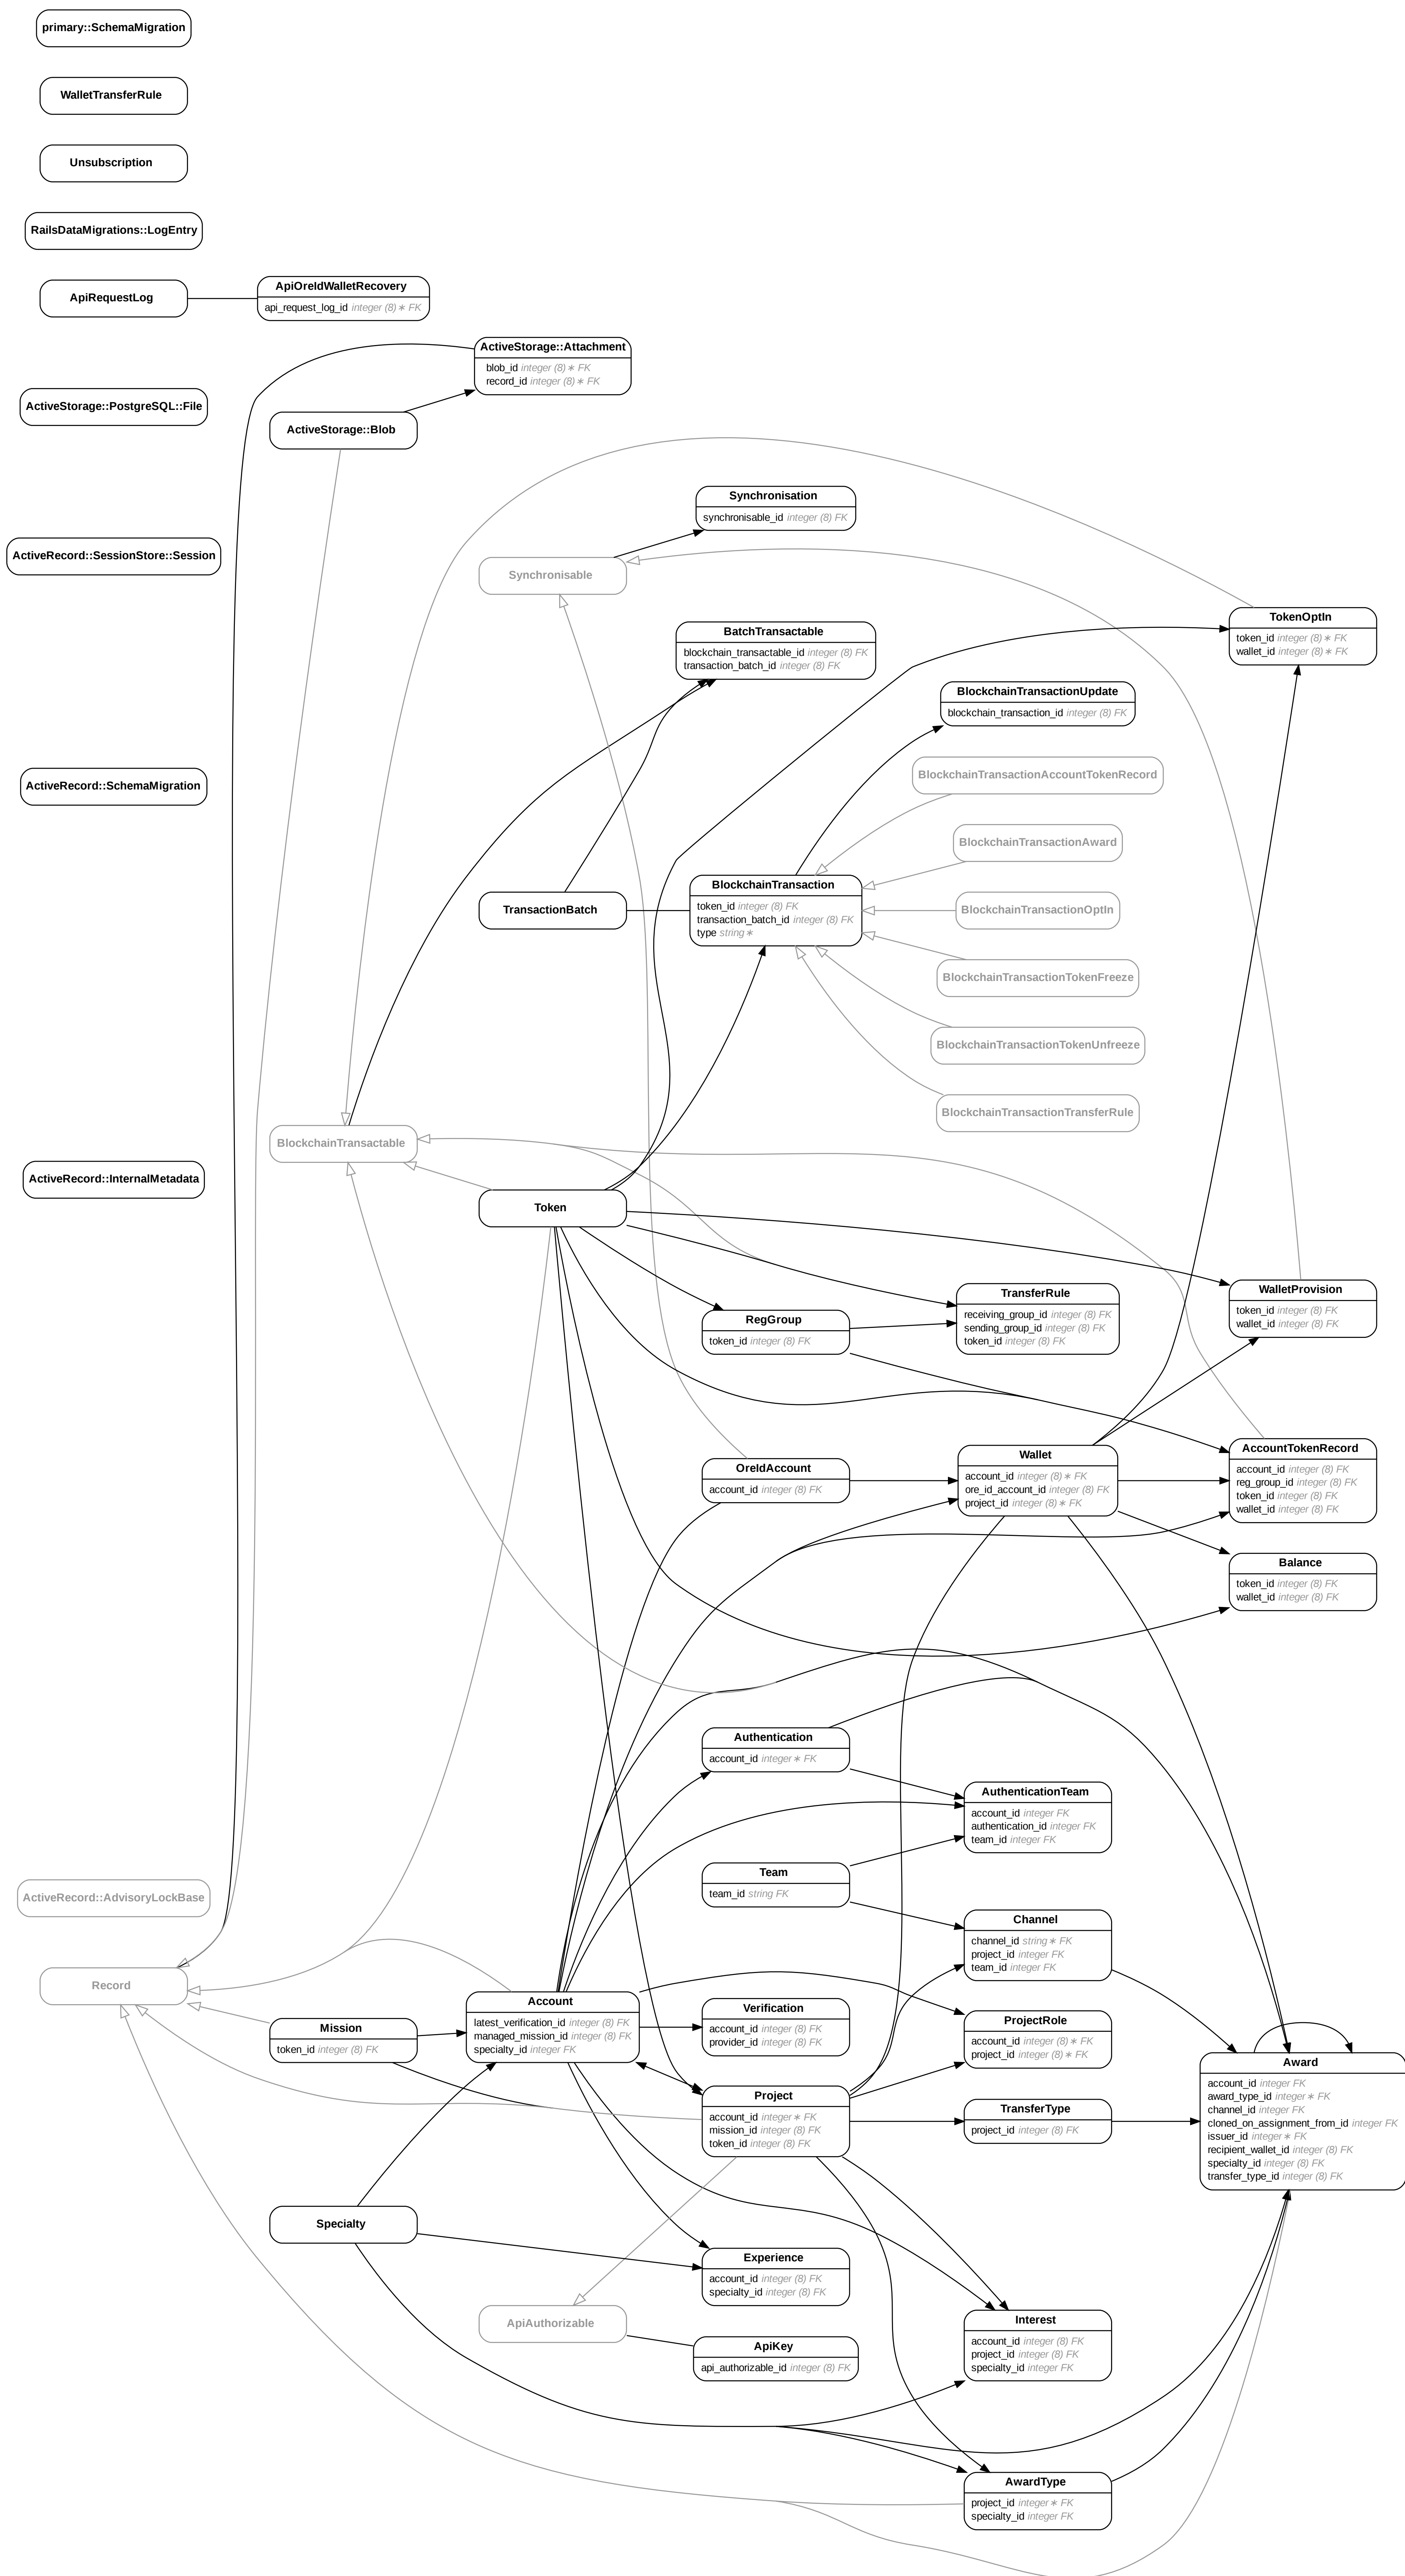 primary::SchemaMigration
WalletTransferRule
Unsubscription
RailsDataMigrations::LogEntry
ApiRequestLog
ApiOreIdWalletRecovery
api_request_log_id integer (8) ∗ FK
ActiveStorage::Attachment
blob_id integer (8) ∗ FK
record_id integer (8) ∗ FK
ActiveStorage::PostgreSQL::File
ActiveStorage::Blob
Synchronisation
synchronisable_id integer (8) FK
ActiveRecord::SessionStore::Session
Synchronisable
TokenOptIn
token_id integer (8) ∗ FK
wallet_id integer (8) ∗ FK
BatchTransactable
blockchain_transactable_id integer (8) FK
transaction_batch_id integer (8) FK
BlockchainTransactionUpdate
blockchain_transaction_id integer (8) FK
ActiveRecord::SchemaMigration
BlockchainTransactionAccountTokenRecord
BlockchainTransactionAward
TransactionBatch
BlockchainTransaction
token_id integer (8) FK
transaction_batch_id integer (8) FK
type string ∗
BlockchainTransactionOptIn
BlockchainTransactionTokenFreeze
BlockchainTransactionTokenUnfreeze
BlockchainTransactionTransferRule
BlockchainTransactable
ActiveRecord::InternalMetadata
Token
RegGroup
token_id integer (8) FK
TransferRule
receiving_group_id integer (8) FK
sending_group_id integer (8) FK
token_id integer (8) FK
WalletProvision
token_id integer (8) FK
wallet_id integer (8) FK
OreIdAccount
account_id integer (8) FK
Wallet
account_id integer (8) ∗ FK
ore_id_account_id integer (8) FK
project_id integer (8) ∗ FK
AccountTokenRecord
account_id integer (8) FK
reg_group_id integer (8) FK
token_id integer (8) FK
wallet_id integer (8) FK
Balance
token_id integer (8) FK
wallet_id integer (8) FK
Authentication
account_id integer ∗ FK
AuthenticationTeam
account_id integer FK
authentication_id integer FK
team_id integer FK
Team
team_id string FK
ActiveRecord::AdvisoryLockBase
Channel
channel_id string ∗ FK
project_id integer FK
team_id integer FK
Record
Mission
token_id integer (8) FK
Account
latest_verification_id integer (8) FK
managed_mission_id integer (8) FK
specialty_id integer FK
Verification
account_id integer (8) FK
provider_id integer (8) FK
ProjectRole
account_id integer (8) ∗ FK
project_id integer (8) ∗ FK
Project
account_id integer ∗ FK
mission_id integer (8) FK
token_id integer (8) FK
TransferType
project_id integer (8) FK
Award
account_id integer FK
award_type_id integer ∗ FK
channel_id integer FK
cloned_on_assignment_from_id integer FK
issuer_id integer ∗ FK
recipient_wallet_id integer (8) FK
specialty_id integer (8) FK
transfer_type_id integer (8) FK
Specialty
Experience
account_id integer (8) FK
specialty_id integer (8) FK
ApiAuthorizable
ApiKey
api_authorizable_id integer (8) FK
Interest
account_id integer (8) FK
project_id integer (8) FK
specialty_id integer FK
AwardType
project_id integer ∗ FK
specialty_id integer FK